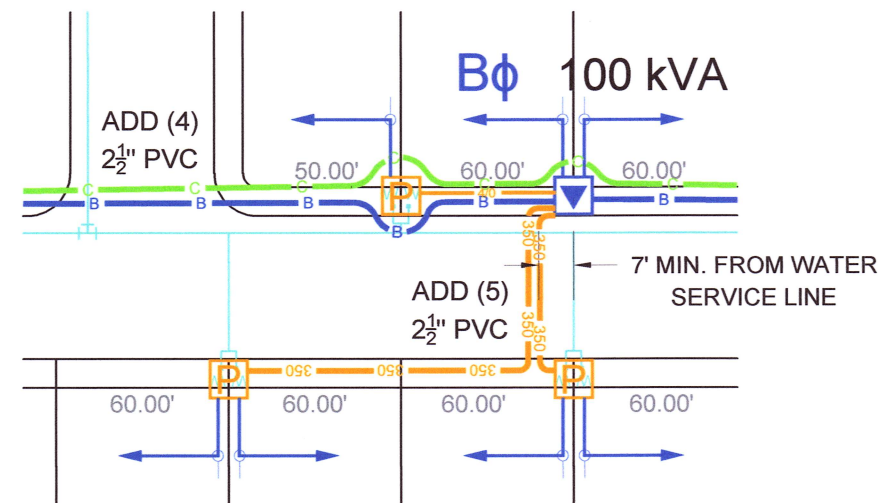 Bϕ 100 kVA
ADD (4)
2½" PVC
50.00' 60.00' 60.00'
C C C C C C C
P 400
B B B B B
B
350 350
7' MIN. FROM WATER
SERVICE LINE
ADD (5)
2½" PVC
350 350
P 350 350 350 P
60.00' 60.00' 60.00' 60.00'